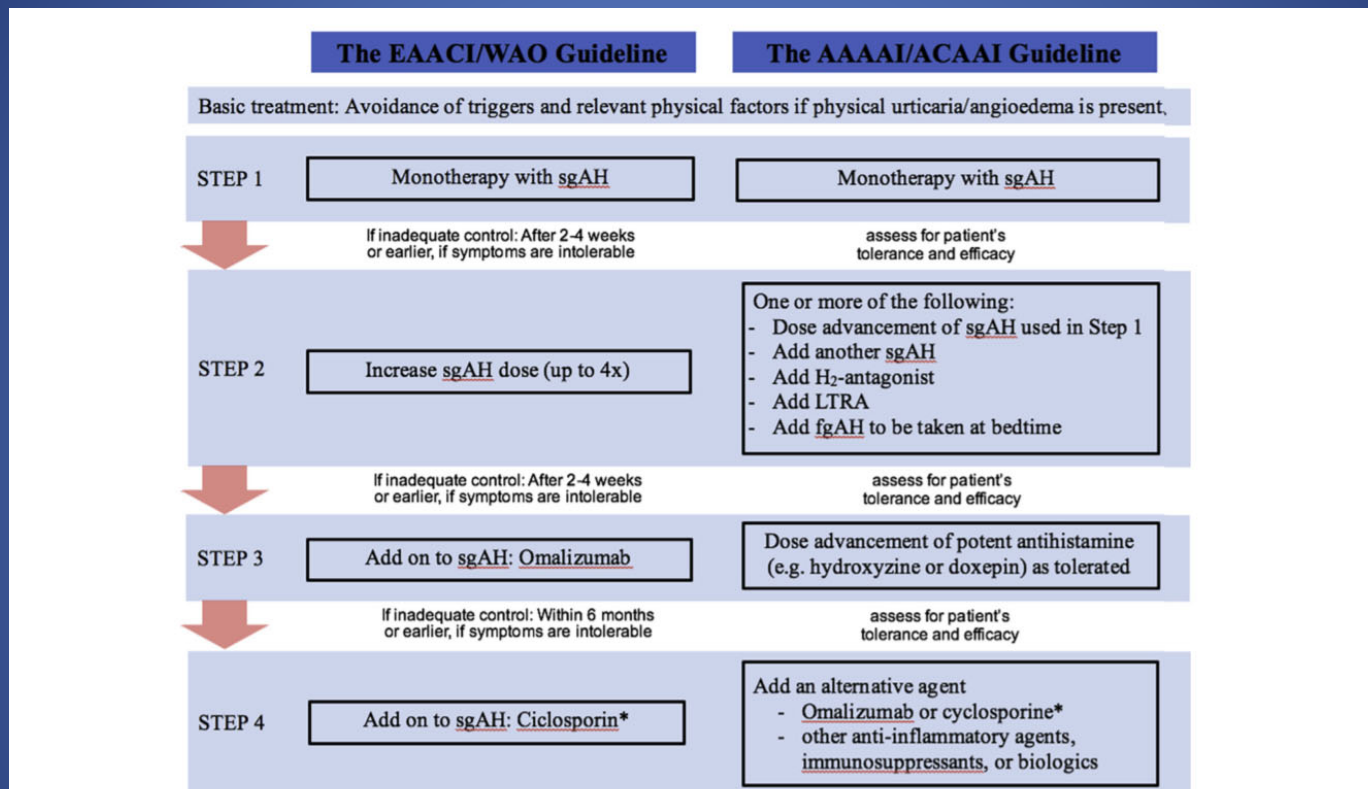 The EAACI/WAO Guideline
The AAAAI/ACAAI Guideline
Basic treatment: Avoidance of triggers and relevant physical factors if physical urticaria/angioedema is present,
STEP 1
Monotherapy with sgAH
Monotherapy with sgAH
If inadequate control: After 2-4 weeks
or earlier, if symptoms are intolerable
assess for patient's
tolerance and efficacy
STEP 2
Increase sgAH dose (up to 4x)
One or more of the following:
- Dose advancement of sgAH used in Step 1
- Add another sgAH
- Add H₂-antagonist
- Add LTRA
- Add fgAH to be taken at bedtime
If inadequate control: After 2-4 weeks
or earlier, if symptoms are intolerable
assess for patient's
tolerance and efficacy
STEP 3
Add on to sgAH: Omalizumab
Dose advancement of potent antihistamine
(e.g. hydroxyzine or doxepin) as tolerated
If inadequate control: Within 6 months
or earlier, if symptoms are intolerable
assess for patient's
tolerance and efficacy
STEP 4
Add on to sgAH: Ciclosporin*
Add an alternative agent
- Omalizumab or cyclosporine*
- other anti-inflammatory agents,
immunosuppressants, or biologics